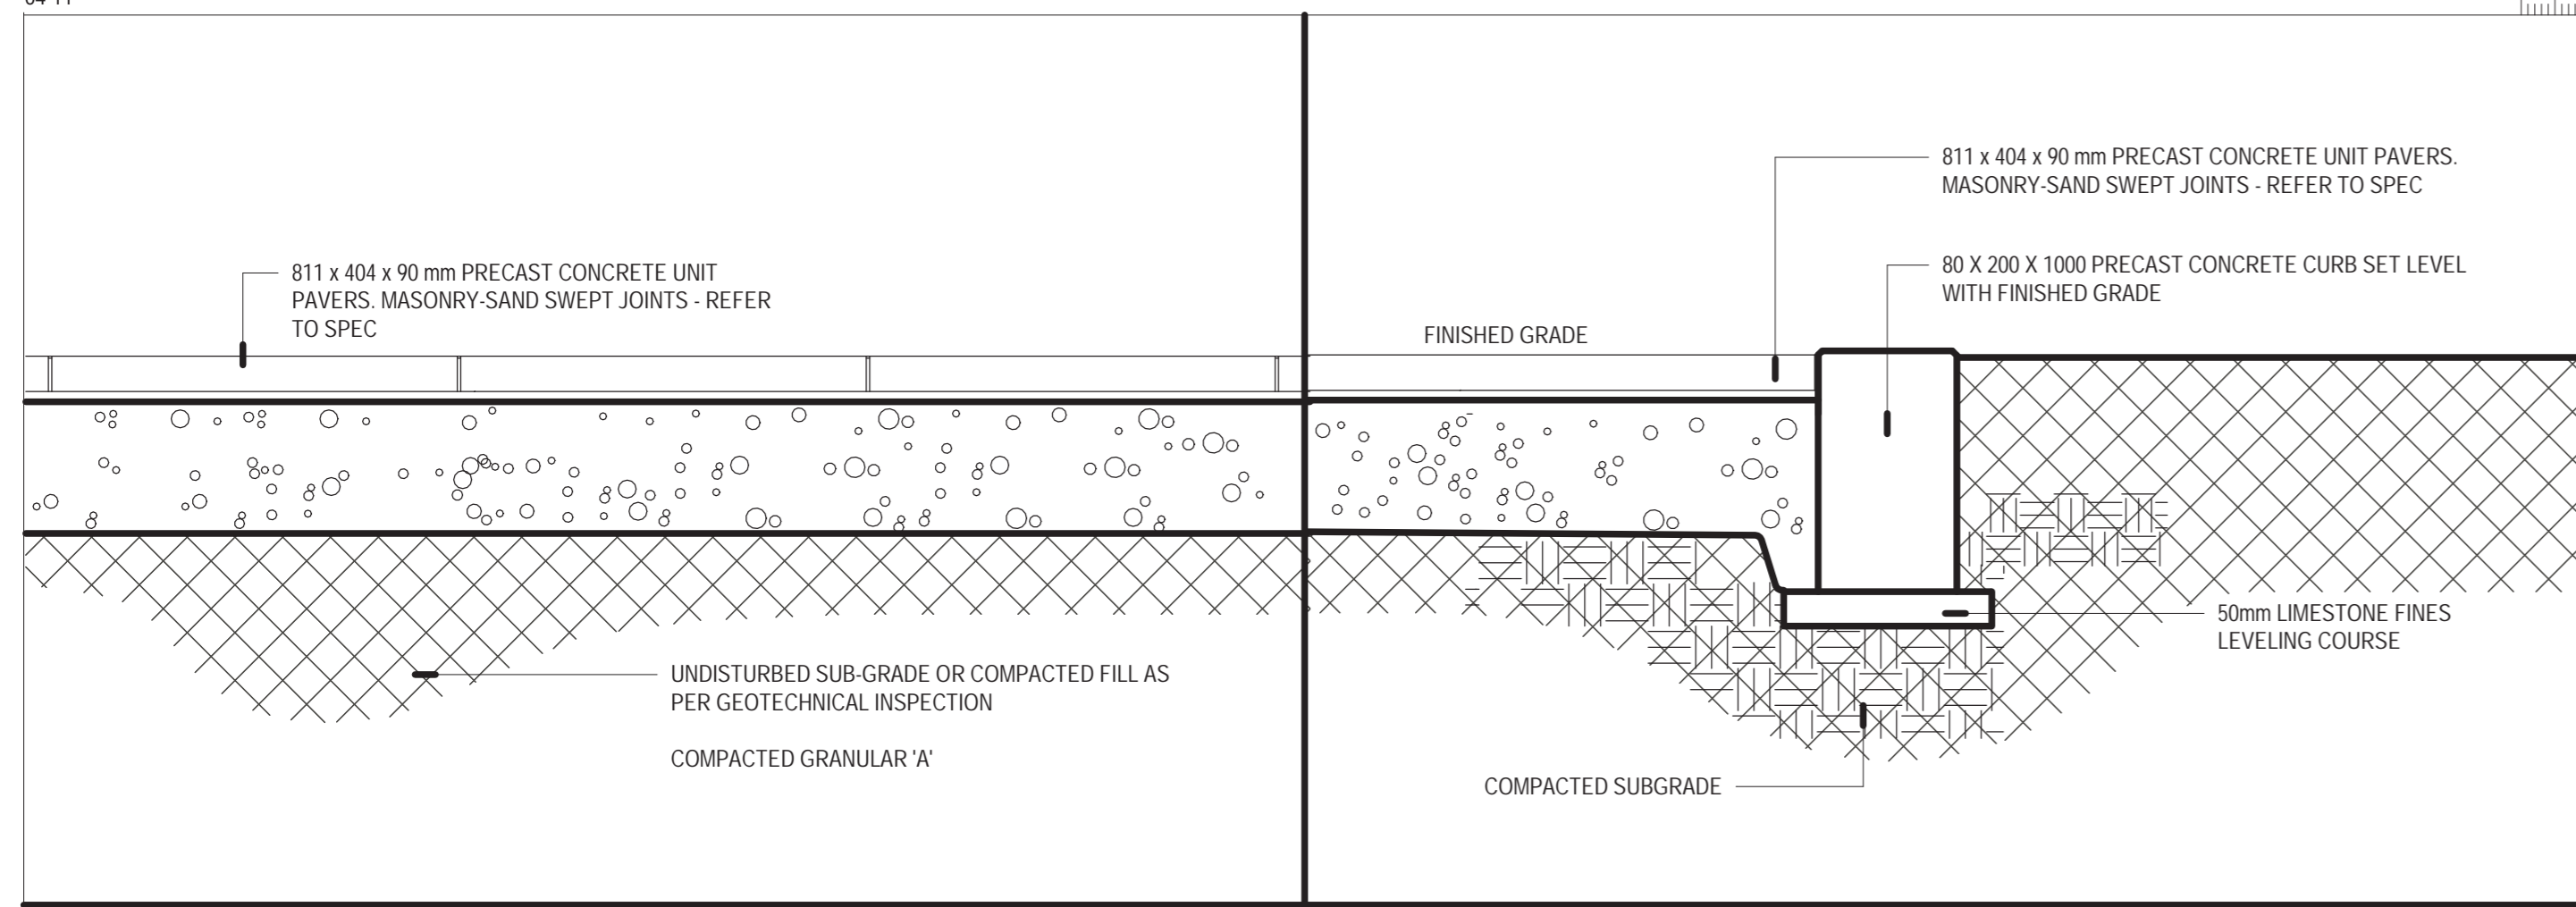 811 x 404 x 90 mm PRECAST CONCRETE UNIT
PAVERS. MASONRY-SAND SWEPT JOINTS - REFER
TO SPEC
UNDISTURBED SUB-GRADE OR COMPACTED FILL AS
PER GEOTECHNICAL INSPECTION
COMPACTED GRANULAR 'A'
811 x 404 x 90 mm PRECAST CONCRETE UNIT PAVERS.
MASONRY-SAND SWEPT JOINTS - REFER TO SPEC
80 X 200 X 1000 PRECAST CONCRETE CURB SET LEVEL
WITH FINISHED GRADE
FINISHED GRADE
50mm LIMESTONE FINES
LEVELING COURSE
COMPACTED SUBGRADE